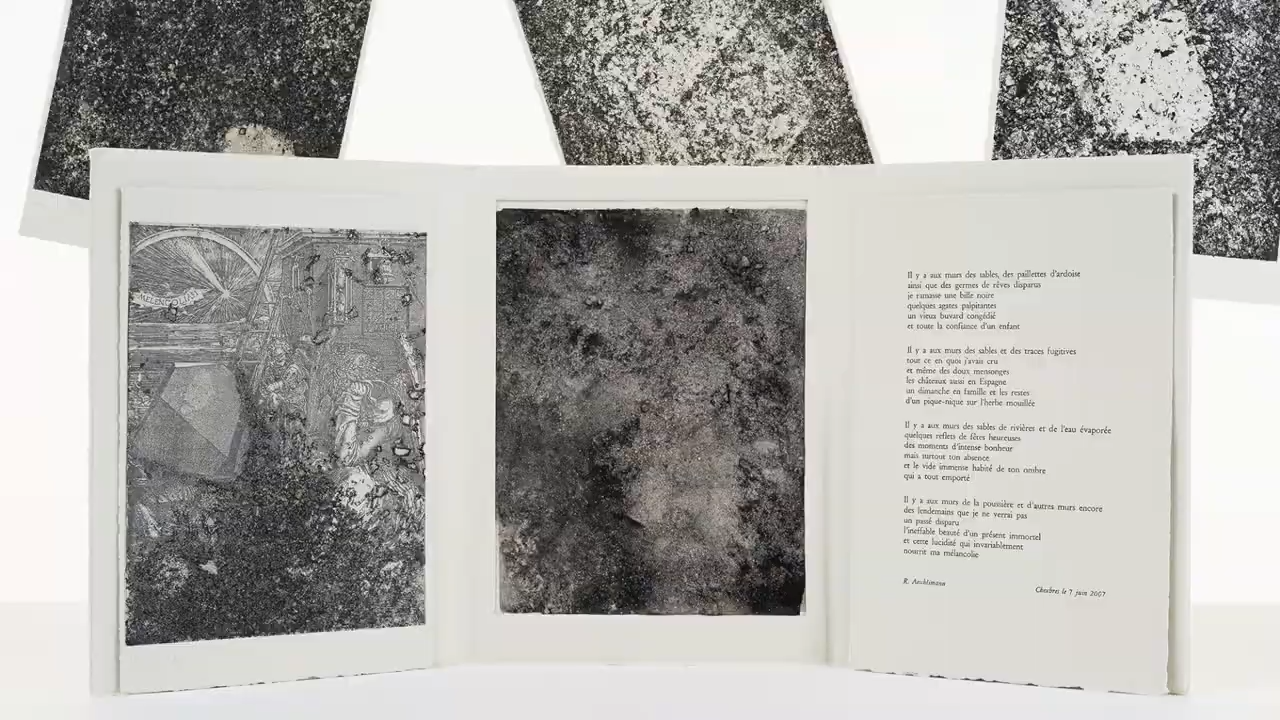 MELENCOLIA
Il y a aux murs des sables, des paillettes d'ardoise
ainsi que des germes de rêves disparus
je ramasse une bille noire
quelques agates palpitantes
un vieux buvard congédié
et toute la confiance d'un enfant
Il y a aux murs des sables et des traces fugitives
tout ce en quoi j'avais cru
et même des doux mensonges
les châteaux aussi en Espagne
un dimanche en famille et les restes
d'un pique-nique sur l'herbe mouillée
Il y a aux murs des sables de rivières et de l'eau évaporée
quelques reflets de fêtes heureuses
des moments d'intense bonheur
mais surtout ton absence
et le vide immense habité de ton ombre
qui a tout emporté
Il y a aux murs de la poussière et d'autres murs encore
des lendemains que je ne verrai pas
un passé disparu
l'ineffable beauté d'un présent immortel
et cette lucidité qui invariablement
nourrit ma mélancolie
R. Aeschlimann
Chexbres le 7 juin 2007